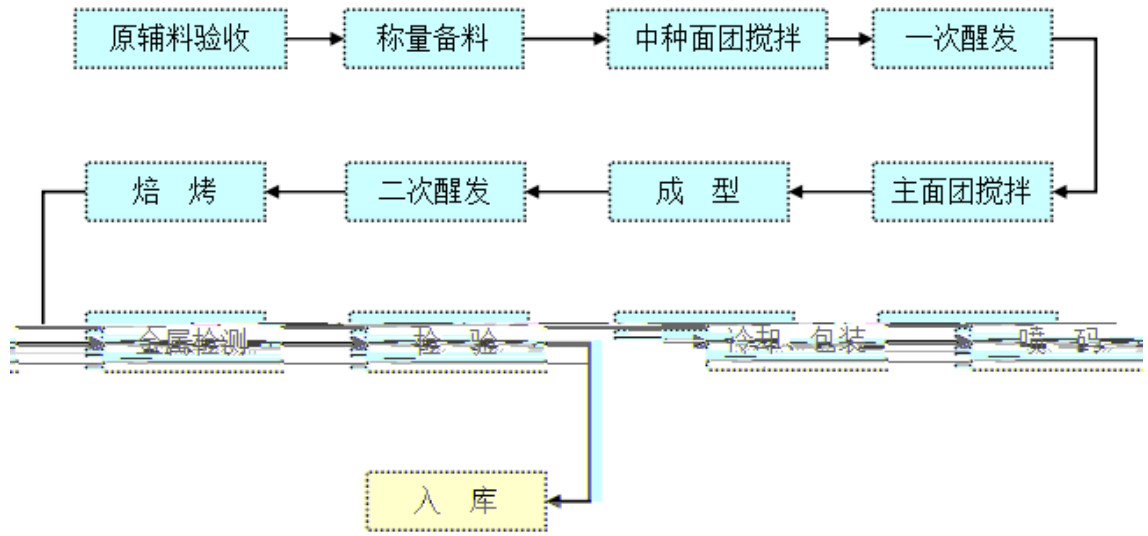 原辅料验收 称量备料 中种面团搅拌 一次醒发
焙 烤 二次醒发 成 型 主面团搅拌
金属检测 检 验 冷却、包装 喷 码
入 库